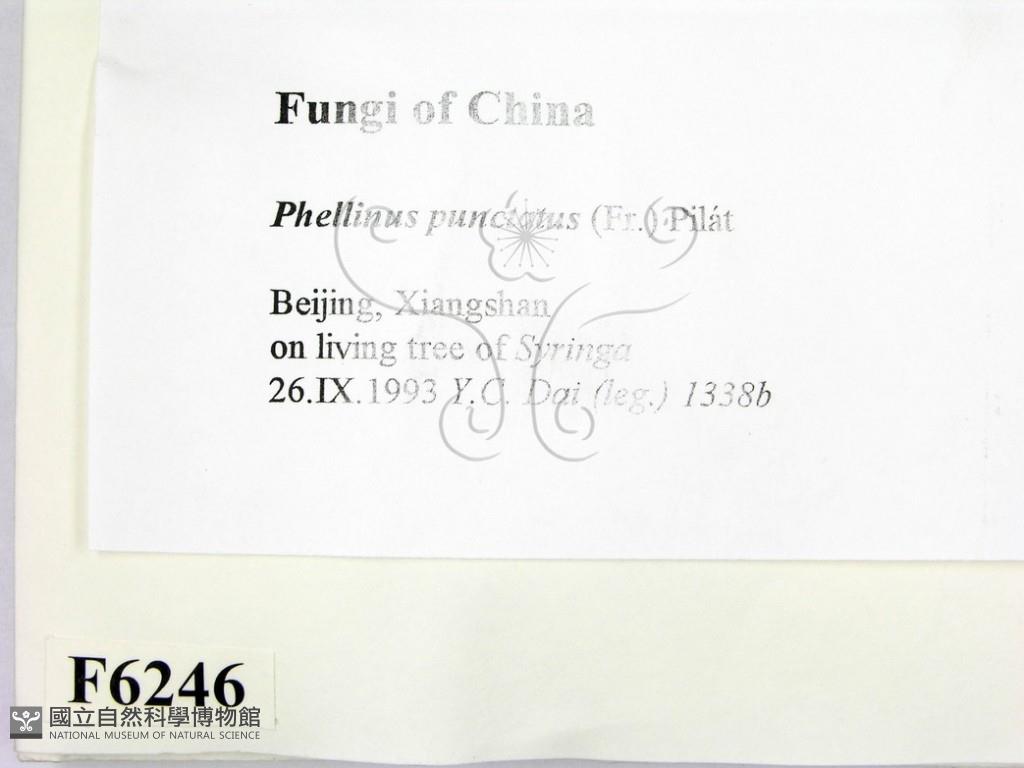 Fungi of China
Phellinus punctatus (Fr.) Pilát
Beijing, Xiangshan
on living tree of Syringa
26.IX.1993 Y.C. Dai (leg.) 1338b
F6246
國立自然科學博物館
NATIONAL MUSEUM OF NATURAL SCIENCE